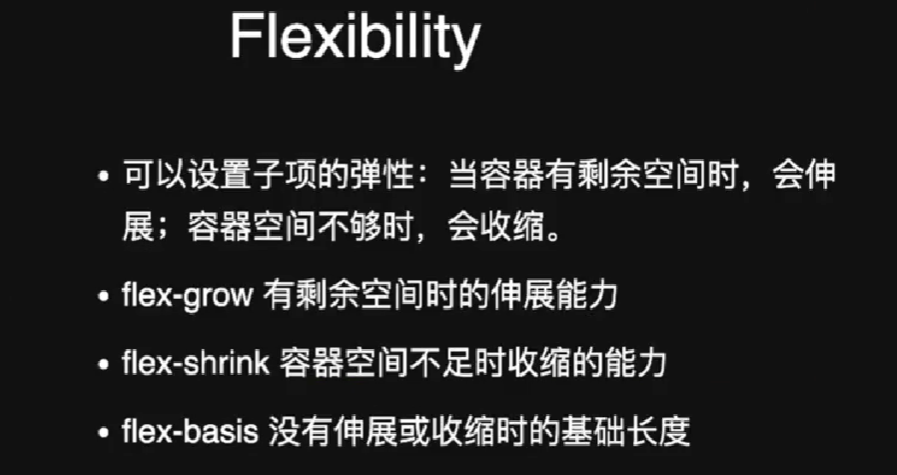 Flexibility
• 可以设置子项的弹性：当容器有剩余空间时，会伸
展；容器空间不够时，会收缩。
• flex-grow 有剩余空间时的伸展能力
• flex-shrink 容器空间不足时收缩的能力
• flex-basis 没有伸展或收缩时的基础长度